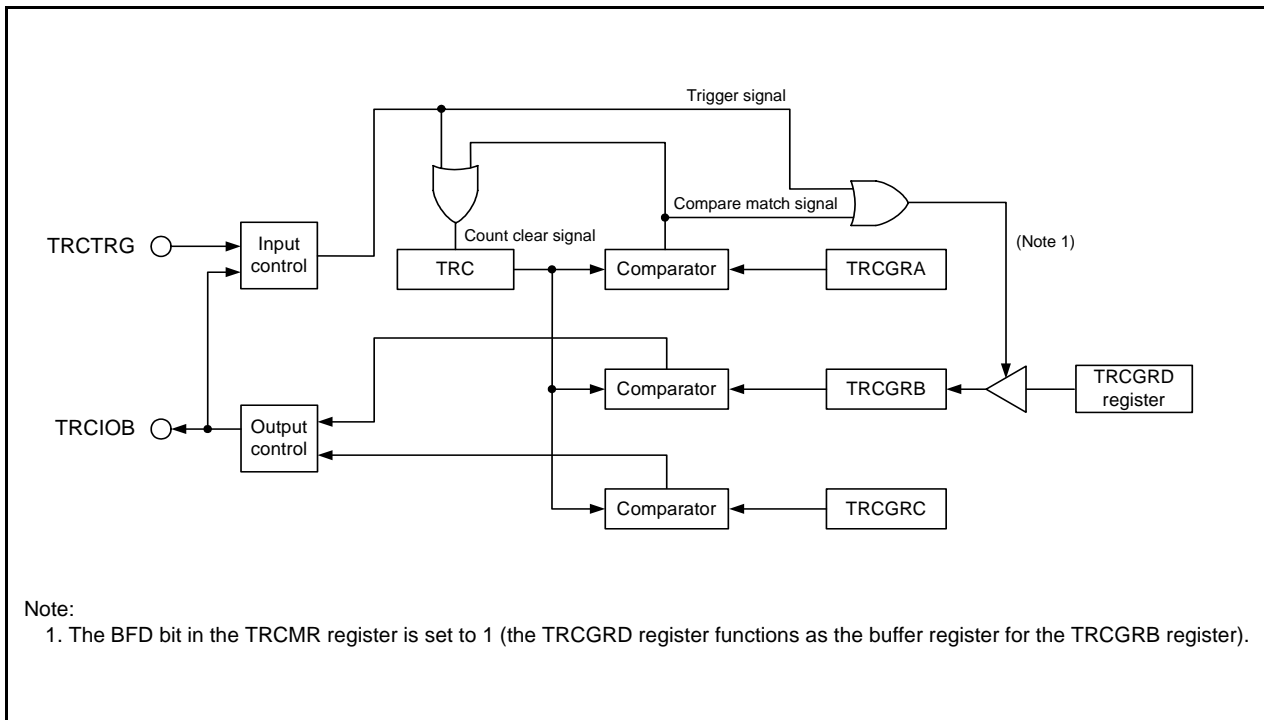 Trigger signal
Compare match signal
TRCTRG
Input
control
Count clear signal
(Note 1)
TRC
Comparator
TRCGRA
TRCIOB
Output
control
Comparator
TRCGRB
TRCGRD
register
Comparator
TRCGRC
Note:
1. The BFD bit in the TRCMR register is set to 1 (the TRCGRD register functions as the buffer register for the TRCGRB register).